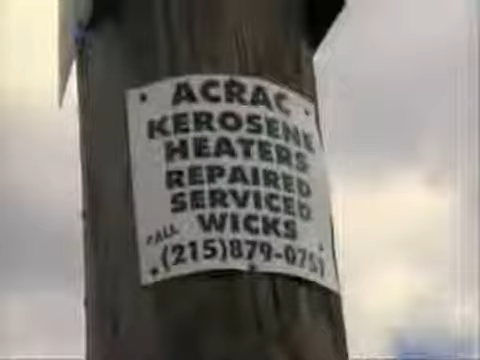 ACRAC
KEROSENE
HEATERS
REPAIRED
SERVICED
WICKS
CALL
(215)879-0751